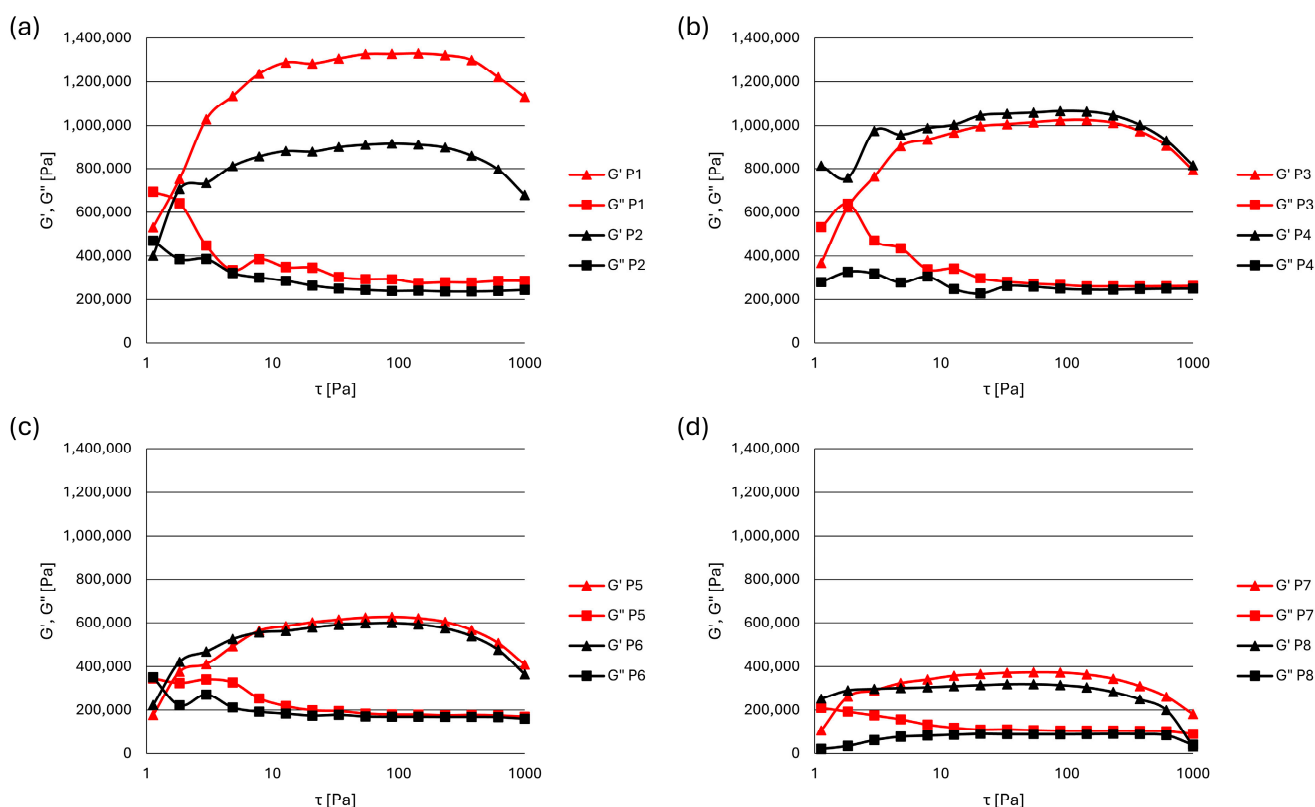 (a)
1,400,000
1,200,000
1,000,000
800,000
600,000
400,000
200,000
0
G', G'' [Pa]
1 10 100 1000
τ [Pa]
G' P1
G'' P1
G' P2
G'' P2
(b)
1,400,000
1,200,000
1,000,000
800,000
600,000
400,000
200,000
0
G', G'' [Pa]
1 10 100 1000
τ [Pa]
G' P3
G'' P3
G' P4
G'' P4
(c)
1,400,000
1,200,000
1,000,000
800,000
600,000
400,000
200,000
0
G', G'' [Pa]
1 10 100 1000
τ [Pa]
G' P5
G'' P5
G' P6
G'' P6
(d)
1,400,000
1,200,000
1,000,000
800,000
600,000
400,000
200,000
0
G', G'' [Pa]
1 10 100 1000
τ [Pa]
G' P7
G'' P7
G' P8
G'' P8